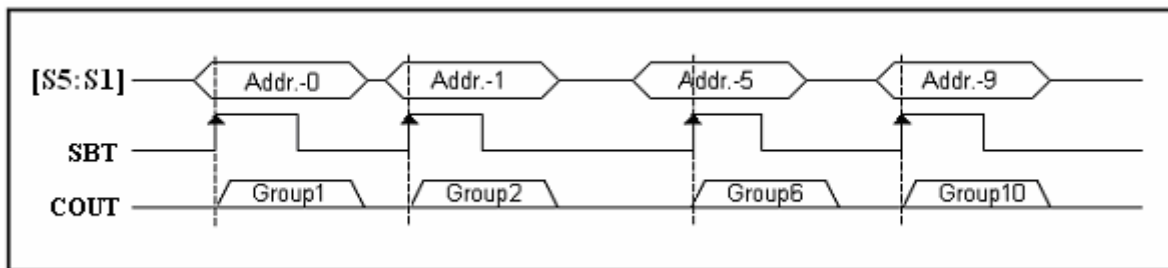 [S5:S1] Addr.-0 Addr.-1 Addr.-5 Addr.-9
SBT
COUT Group1 Group2 Group6 Group10